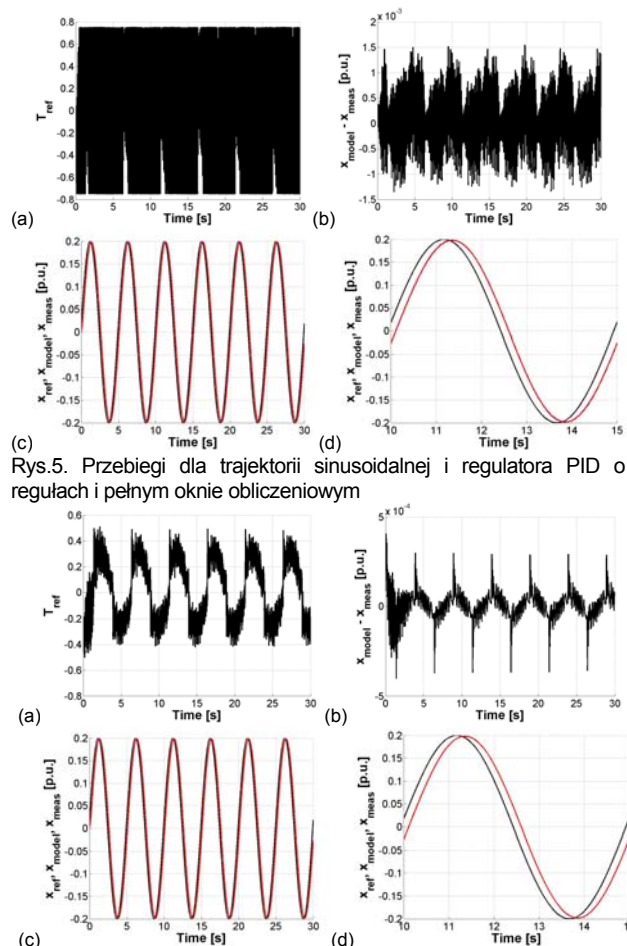 0.8
0.6
0.4
0.2
0
-0.2
-0.4
-0.6
-0.8
0 5 10 15 20 25 30
T_ref
Time [s]
(a)
2 x 10^-3
1.5
1
0.5
0
-0.5
-1
-1.5
0 5 10 15 20 25 30
x_model - x_meas [p.u.]
Time [s]
(b)
0.2
0.15
0.1
0.05
0
-0.05
-0.1
-0.15
-0.2
0 5 10 15 20 25 30
x_ref, x_model, x_meas [p.u.]
Time [s]
(c)
0.2
0.15
0.1
0.05
0
-0.05
-0.1
-0.15
-0.2
10 11 12 13 14 15
x_ref, x_model, x_meas [p.u.]
Time [s]
(d)
Rys.5. Przebiegi dla trajektorii sinusoidalnej i regulatora PID o
regułach i pełnym oknie obliczeniowym
0.6
0.4
0.2
0
-0.2
-0.4
-0.6
-0.8
0 5 10 15 20 25 30
T_ref
Time [s]
(a)
5 x 10^-4
0
-5
0 5 10 15 20 25 30
x_model - x_meas [p.u.]
Time [s]
(b)
0.2
0.15
0.1
0.05
0
-0.05
-0.1
-0.15
-0.2
0 5 10 15 20 25 30
x_ref, x_model, x_meas [p.u.]
Time [s]
(c)
0.2
0.15
0.1
0.05
0
-0.05
-0.1
-0.15
-0.2
10 11 12 13 14 15
x_ref, x_model, x_meas [p.u.]
Time [s]
(d)